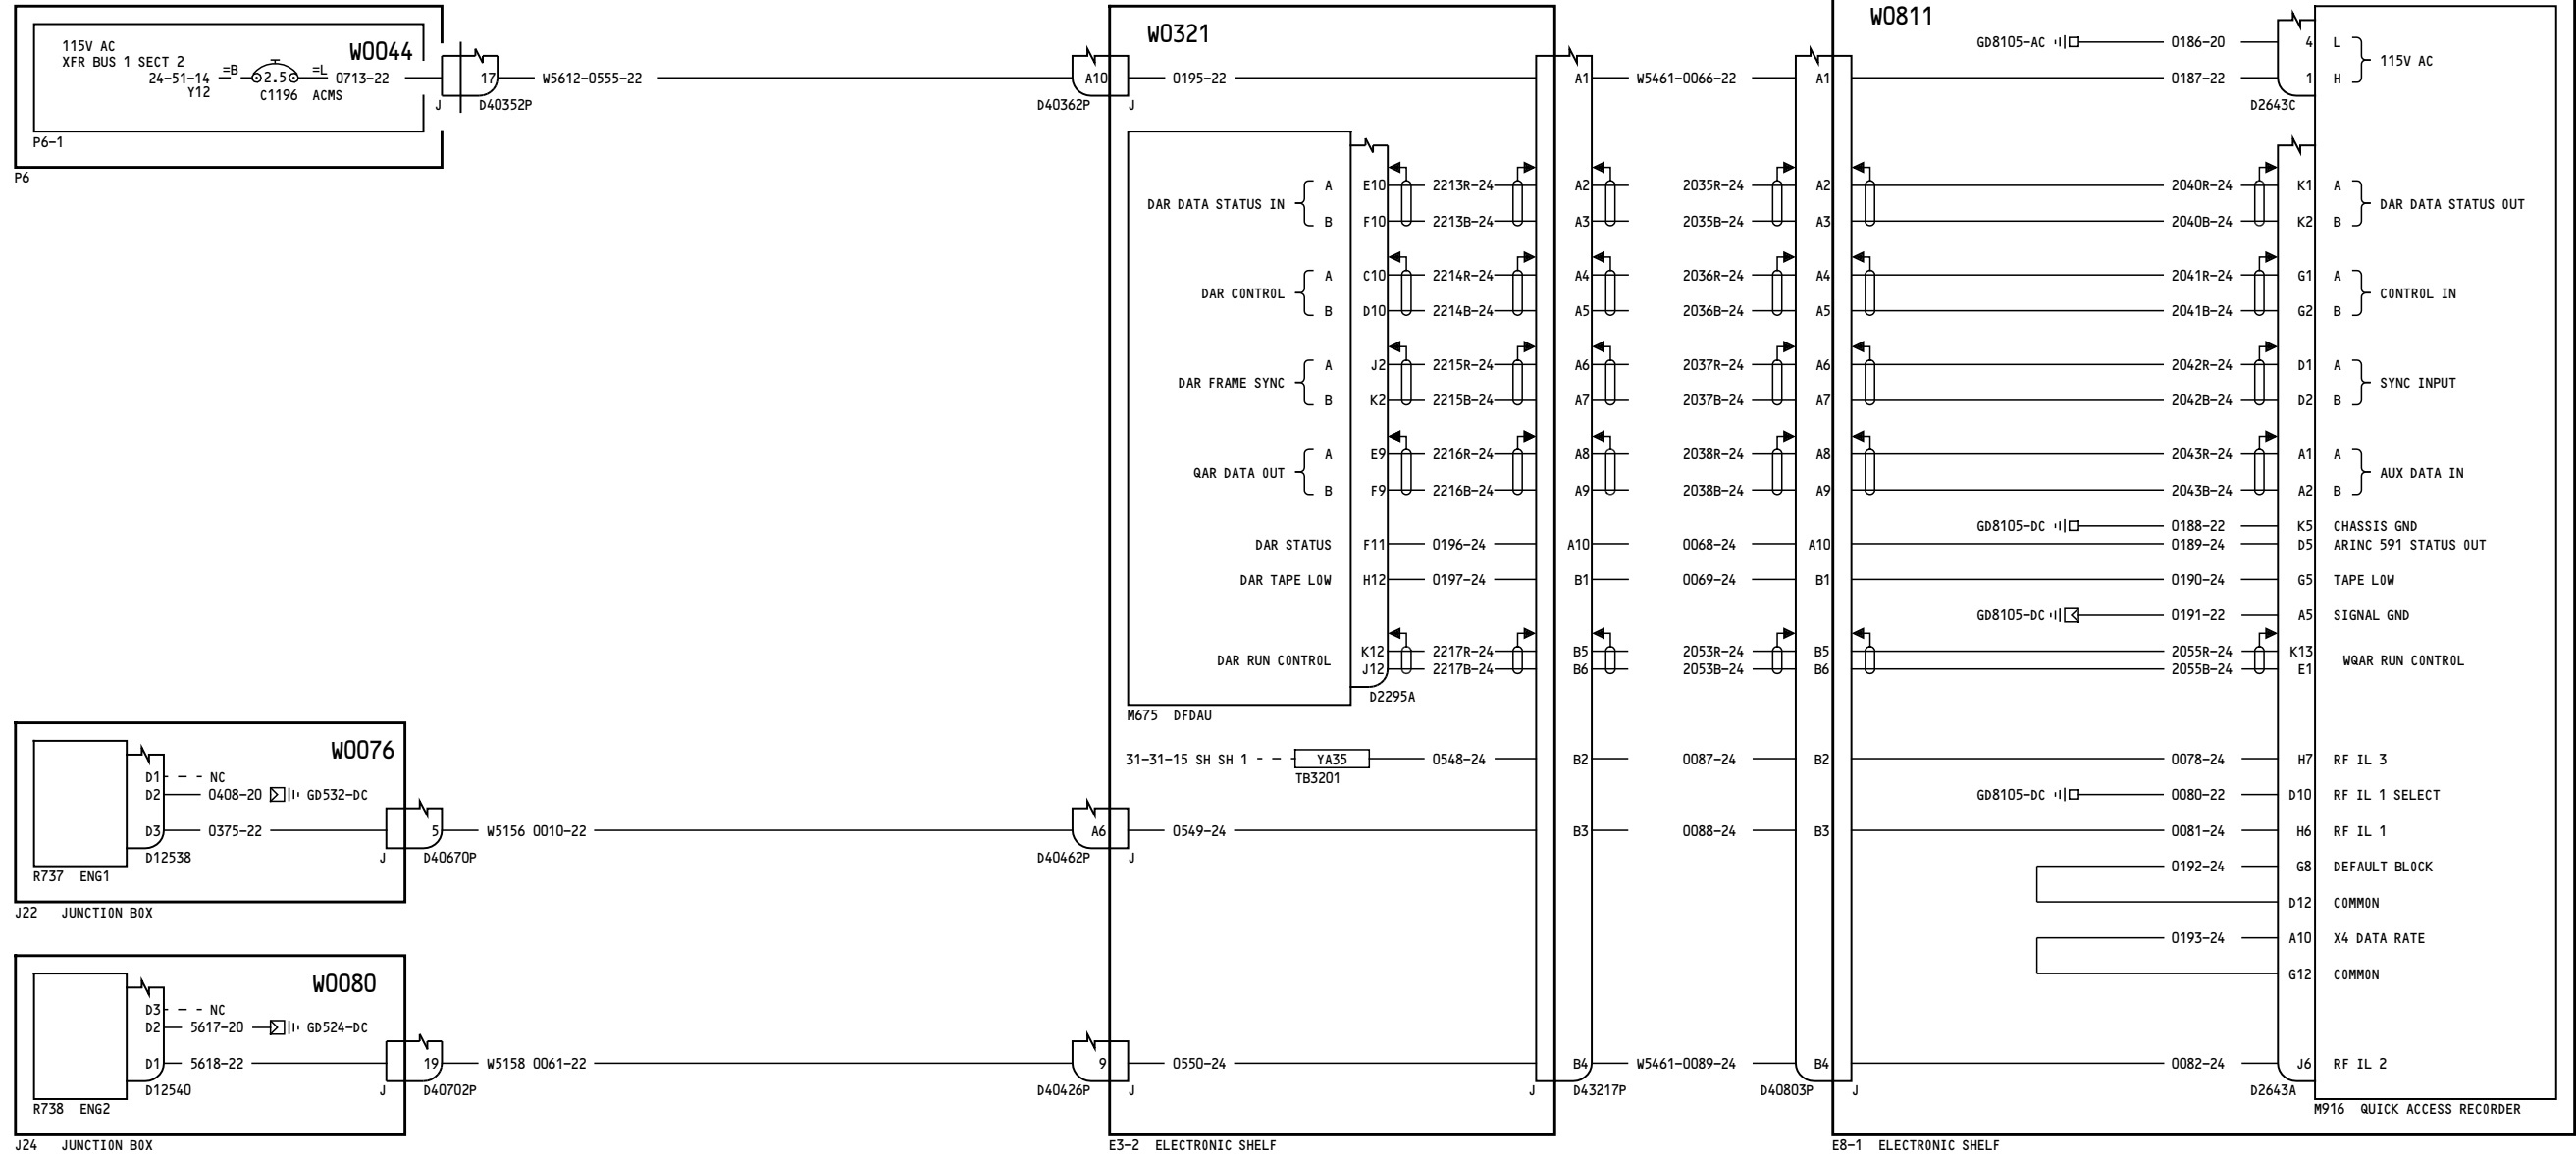 W0044
115V AC
XFR BUS 1 SECT 2
24-51-14 =B 2.5 =L 0713-22
Y12 C1196 ACMS
J 17 D40352P
W5612-0555-22
P6-1
P6
W0321
A10 D40362P J
0195-22
A1 W5461-0066-22 A1
W0811
GD8105-AC 0186-20 4 L
0187-22 1 H
115V AC
D2643C
DAR DATA STATUS IN
A E10 2213R-24 A2 2035R-24 A2 2040R-24 K1 A
B F10 2213B-24 A3 2035B-24 A3 2040B-24 K2 B
DAR DATA STATUS OUT
DAR CONTROL
A C10 2214R-24 A4 2036R-24 A4 2041R-24 G1 A
B D10 2214B-24 A5 2036B-24 A5 2041B-24 G2 B
CONTROL IN
DAR FRAME SYNC
A J2 2215R-24 A6 2037R-24 A6 2042R-24 D1 A
B K2 2215B-24 A7 2037B-24 A7 2042B-24 D2 B
SYNC INPUT
QAR DATA OUT
A E9 2216R-24 A8 2038R-24 A8 2043R-24 A1 A
B F9 2216B-24 A9 2038B-24 A9 2043B-24 A2 B
AUX DATA IN
GD8105-DC 0188-22 K5 CHASSIS GND
DAR STATUS F11 0196-24 A10 0068-24 A10 0189-24 D5 ARINC 591 STATUS OUT
DAR TAPE LOW H12 0197-24 B1 0069-24 B1 0190-24 G5 TAPE LOW
GD8105-DC 0191-22 A5 SIGNAL GND
DAR RUN CONTROL
K12 2217R-24 B5 2053R-24 B5 2055R-24 K13
J12 2217B-24 B6 2053B-24 B6 2055B-24 E1
WQAR RUN CONTROL
D2295A
M675 DFDAU
W0076
31-31-15 SH SH 1 YA35 0548-24 B2 0087-24 B2 0078-24 H7 RF IL 3
TB3201
D1 NC
D2 0408-20 GD532-DC
GD8105-DC 0080-22 D10 RF IL 1 SELECT
D3 0375-22 5 W5156 0010-22 A6 0549-24 B3 0088-24 B3 0081-24 H6 RF IL 1
D12538 J D40670P D40462P J
R737 ENG1
J22 JUNCTION BOX
0192-24 G8 DEFAULT BLOCK
D12 COMMON
0193-24 A10 X4 DATA RATE
G12 COMMON
W0080
D3 NC
D2 5617-20 GD524-DC
D1 5618-22 19 W5158 0061-22 9 0550-24 B4 W5461-0089-24 B4 0082-24 J6 RF IL 2
D12540 J D40702P D40426P J J D43217P D40803P J D2643A
R738 ENG2
M916 QUICK ACCESS RECORDER
J24 JUNCTION BOX
E3-2 ELECTRONIC SHELF
E8-1 ELECTRONIC SHELF